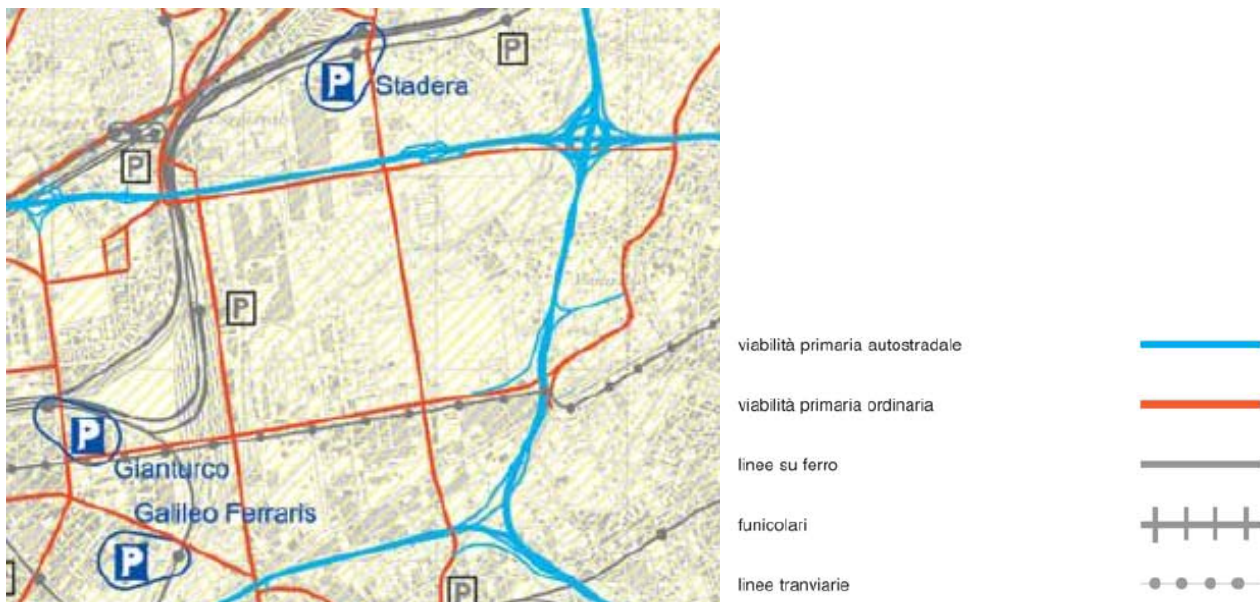 P
P
Stadera
P
P
P
Gianturco
Galileo Ferraris
P
P
viabilità primaria autostradale
viabilità primaria ordinaria
linee su ferro
funicolari
linee tranviarie